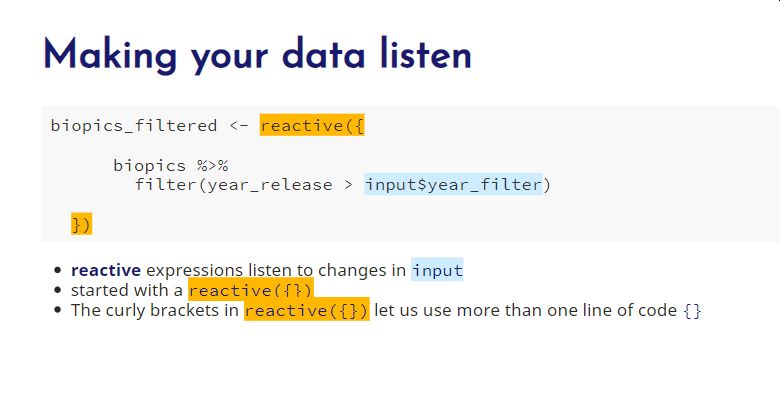 Making your data listen
biopics_filtered <- reactive({
biopics %>%
filter(year_release > input$year_filter)
})
reactive expressions listen to changes in input
started with a reactive({})
The curly brackets in reactive({}) let us use more than one line of code {}